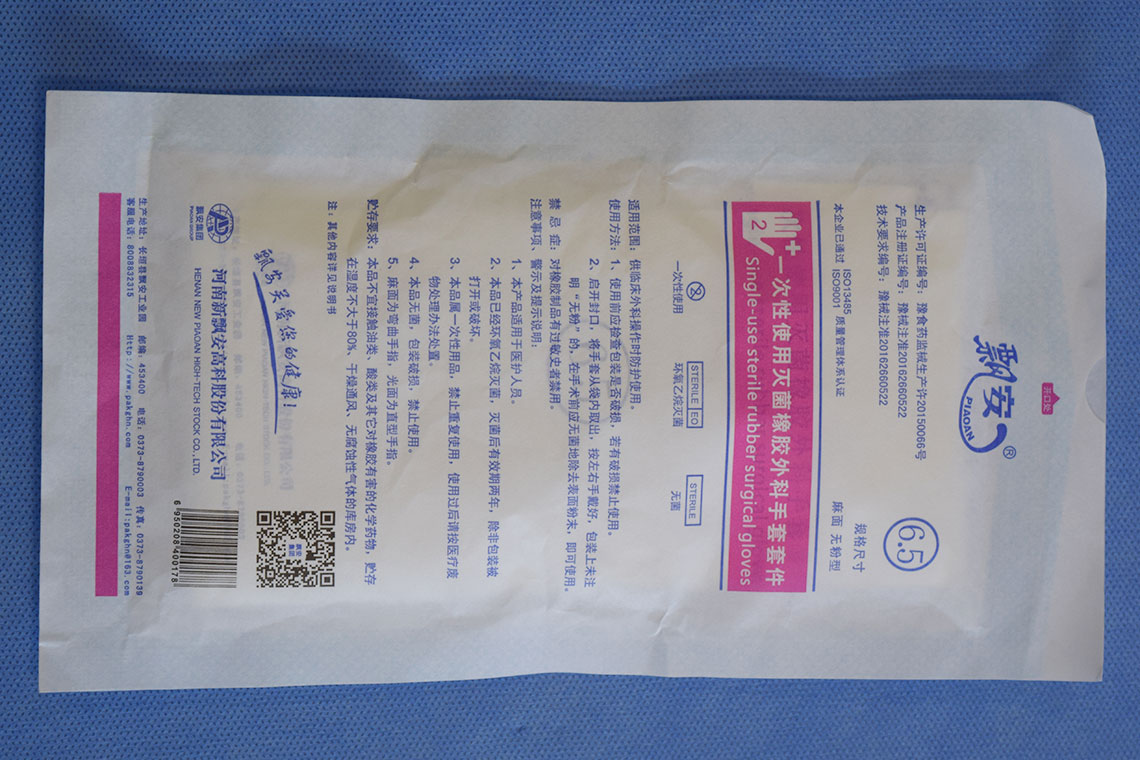 开口处
飘安®
PIAOAN
6.5
规格尺寸
麻面 无粉型
生产许可证编号：豫食药监械生产许20150066号
产品注册证编号：豫械注准20162660522
技术要求编号：豫械注准20162660522
本企业已通过 ISO13485 ISO9001 质量管理体系认证
2
一次性使用灭菌橡胶外科手套套件
Single-use sterile rubber surgical gloves
2
一次性使用
STERILE EO
环氧乙烷灭菌
STERILE
无菌
适用范围：供临床外科操作时防护使用。
使用方法：1、使用前应检查包装是否破损，若有破损禁止使用。
2、启开封口，将手套从袋内取出，按左右手戴好，包装上未注
明“无粉”的，在手术前应无菌地除去表面粉末，即可使用。
禁 忌 症：对橡胶制品有过敏史者禁用。
注意事项、警示及提示说明：
1、本产品适用于医护人员。
2、本品已经环氧乙烷灭菌，灭菌后有效期两年，除非包装被
打开或破坏。
3、本品属一次性用品，禁止重复使用，使用过后请按医疗废
物处理办法处置。
4、本品无菌，包装破损，禁止使用。
5、麻面为弯曲手指，光面为直型手指。
贮存要求：本品不宜接触油类、酸类及其它对橡胶有害的化学药物，贮存
在湿度不大于80%、干燥通风、无腐蚀性气体的库房内。
注：其他内容详见说明书
飘安关爱您的健康！
飘安集团
PIAOAN GROUP
河南新飘安高科股份有限公司
HENAN NEW PIAOAN HIGH-TECH STOCK CO., LTD.
飘安
集团
6 950208 400178
生产地址：长垣县飘安工业园 邮编：453400 电话：0373-8790003 传真：0373-8790139
客服电话：8008832315 Http://www.pakghn.com E-mail:pakghn@163.com